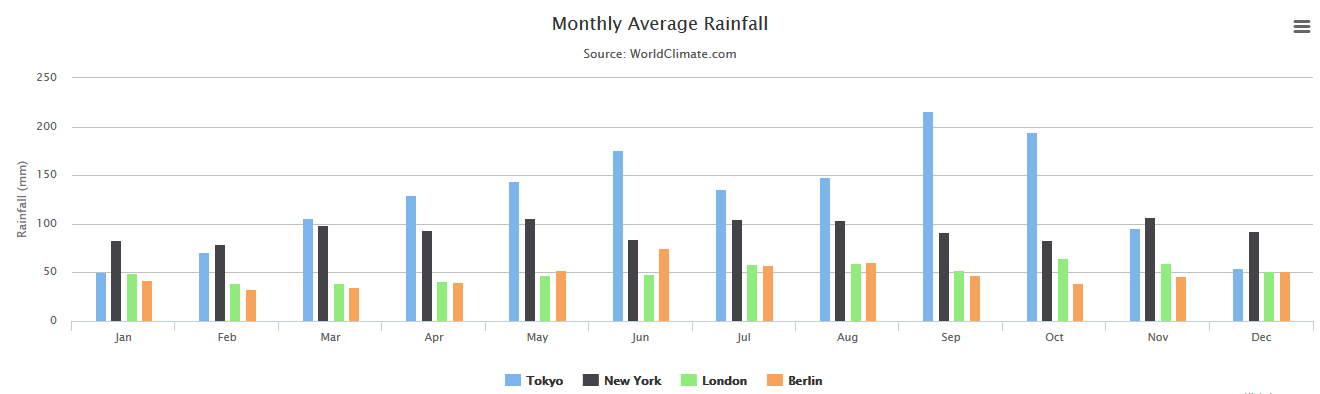 Monthly Average Rainfall
Source: WorldClimate.com
Rainfall (mm)
250
200
150
100
50
0
Jan Feb Mar Apr May Jun Jul Aug Sep Oct Nov Dec
Tokyo New York London Berlin